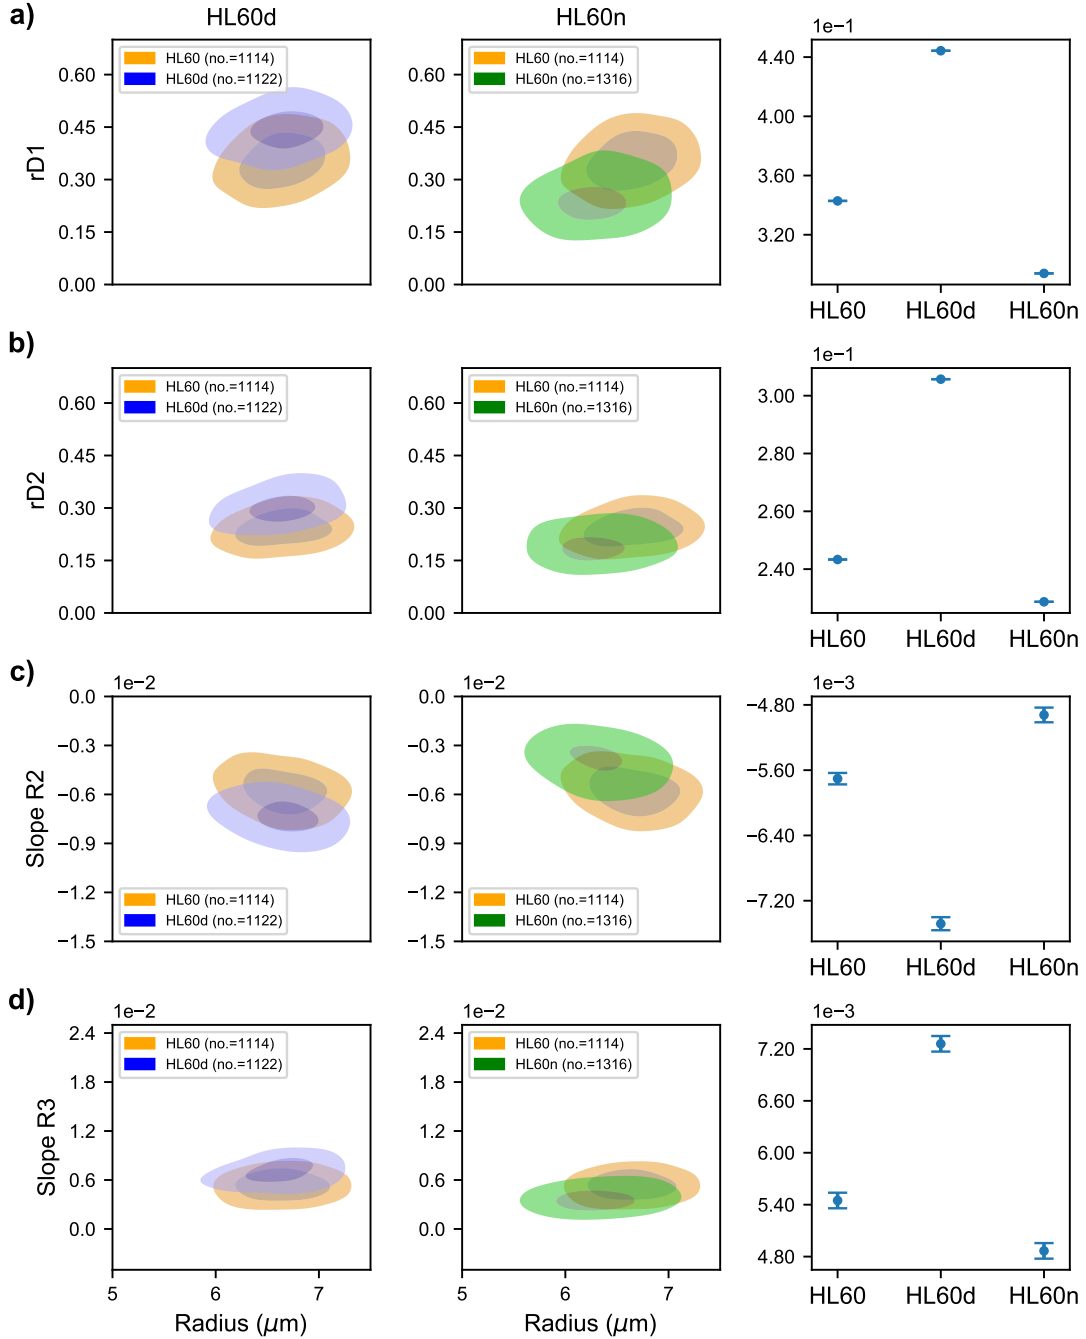 a)
HL60d
HL60n
1e−1
HL60 (no.=1114)
HL60d (no.=1122)
HL60 (no.=1114)
HL60n (no.=1316)
rD1
0.60
0.45
0.30
0.15
0.00
0.60
0.45
0.30
0.15
0.00
4.40
4.00
3.60
3.20
HL60
HL60d
HL60n
b)
1e−1
HL60 (no.=1114)
HL60d (no.=1122)
HL60 (no.=1114)
HL60n (no.=1316)
rD2
0.60
0.45
0.30
0.15
0.00
0.60
0.45
0.30
0.15
0.00
3.00
2.80
2.60
2.40
HL60
HL60d
HL60n
c)
1e−2
1e−2
1e−3
Slope R2
0.0
−0.3
−0.6
−0.9
−1.2
−1.5
HL60 (no.=1114)
HL60d (no.=1122)
0.0
−0.3
−0.6
−0.9
−1.2
−1.5
HL60 (no.=1114)
HL60n (no.=1316)
−4.80
−5.60
−6.40
−7.20
HL60
HL60d
HL60n
d)
1e−2
1e−2
1e−3
HL60 (no.=1114)
HL60d (no.=1122)
HL60 (no.=1114)
HL60n (no.=1316)
Slope R3
2.4
1.8
1.2
0.6
0.0
2.4
1.8
1.2
0.6
0.0
7.20
6.60
6.00
5.40
4.80
5
6
7
Radius (μm)
5
6
7
Radius (μm)
HL60
HL60d
HL60n